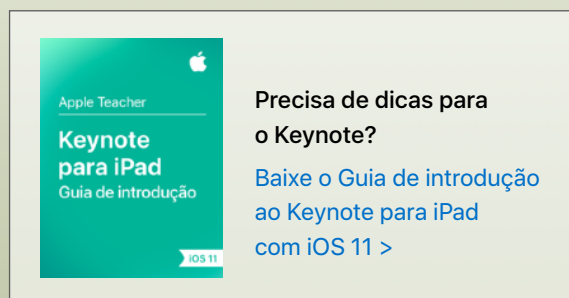 Apple Teacher
Keynote
para iPad
Guia de introdução
iOS 11
Precisa de dicas para
o Keynote?
Baixe o Guia de introdução
ao Keynote para iPad
com iOS 11 >